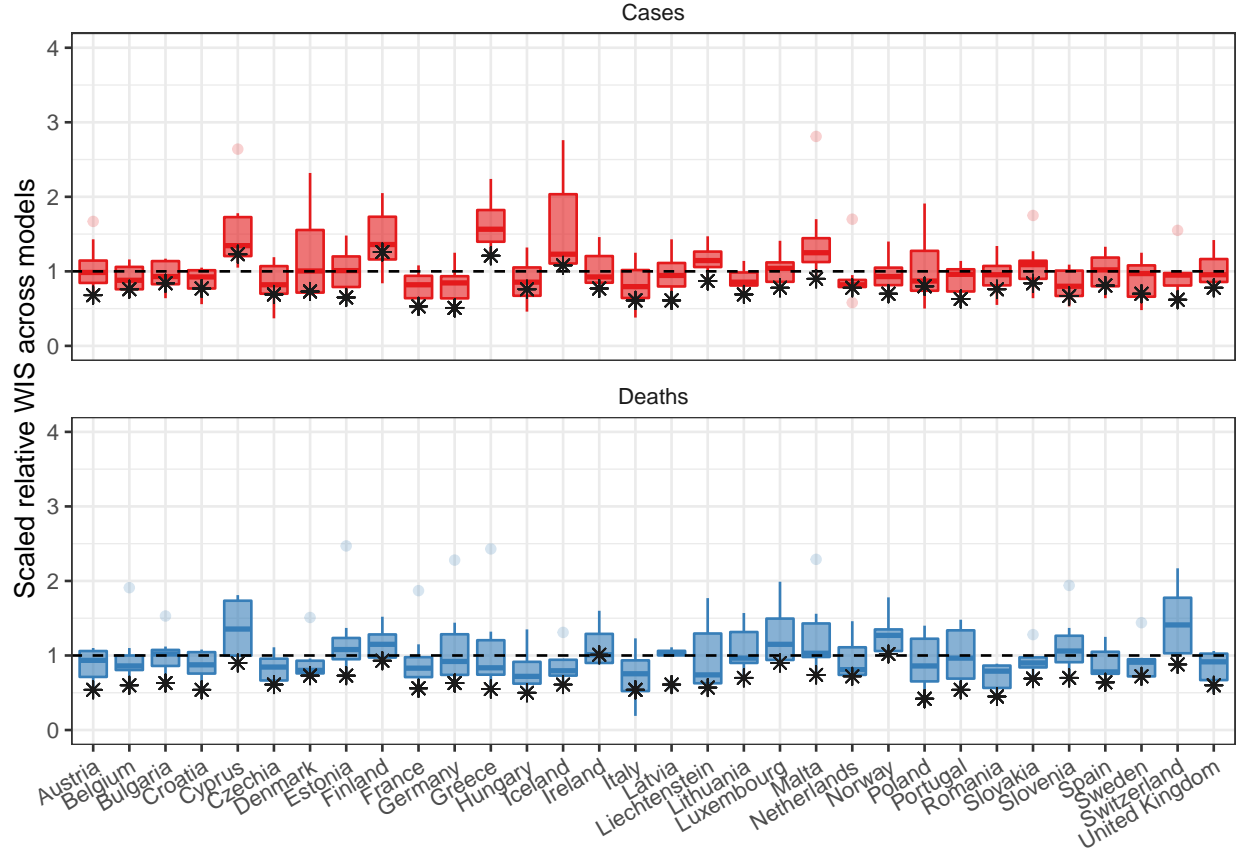 Cases
4
3
2
1
0
Scaled relative WIS across models
Deaths
4
3
2
1
0
Austria
Belgium
Bulgaria
Croatia
Cyprus
Czechia
Denmark
Estonia
Finland
France
Germany
Greece
Hungary
Iceland
Ireland
Italy
Latvia
Liechtenstein
Lithuania
Luxembourg
Malta
Netherlands
Norway
Poland
Portugal
Romania
Slovakia
Slovenia
Spain
Sweden
Switzerland
United Kingdom